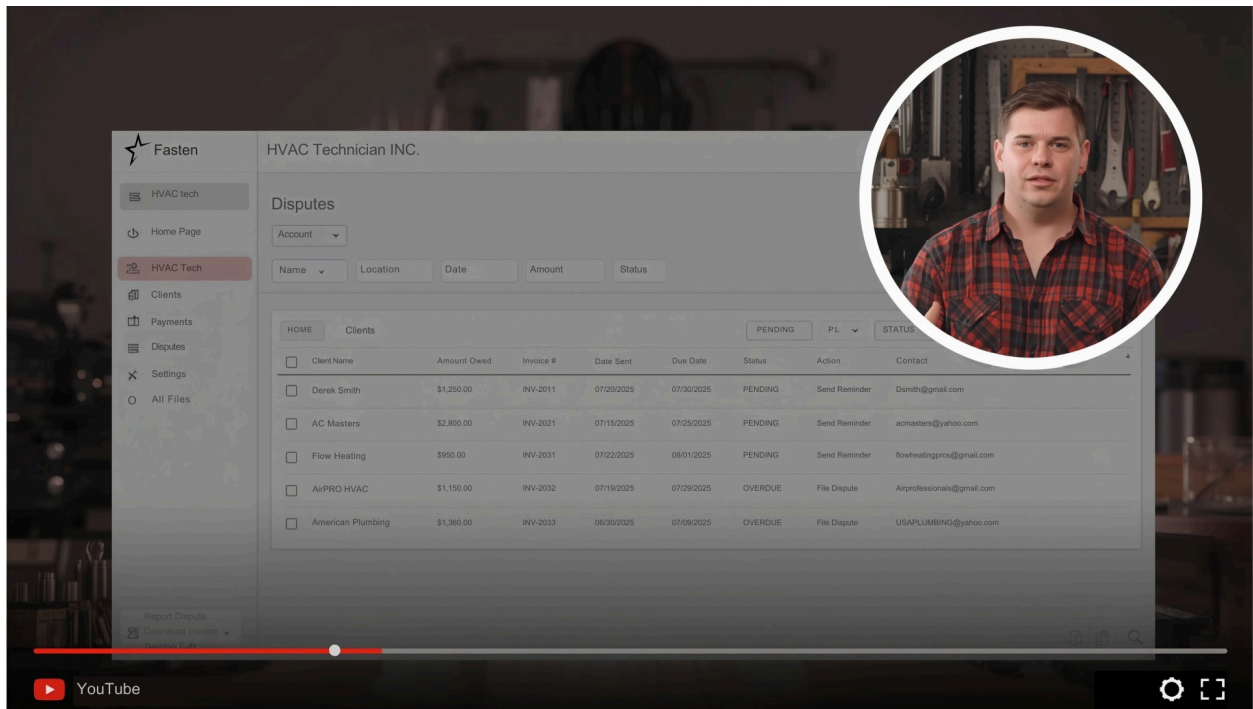 Fasten
HVAC Technician INC.
HVAC tech
Home Page
HVAC Tech
Clients
Payments
Disputes
Settings
All Files
Disputes
Account
Name Location Date Amount Status
HOME Clients PENDING PL STATUS
Client Name Amount Owed Invoice # Date Sent Due Date Status Action Contact
Derek Smith $1,250.00 INV-2011 07/20/2025 07/30/2025 PENDING Send Reminder Dsmith@gmail.com
AC Masters $2,800.00 INV-2021 07/15/2025 07/25/2025 PENDING Send Reminder acmasters@yahoo.com
Flow Heating $950.00 INV-2031 07/22/2025 08/01/2025 PENDING Send Reminder flowheatingpros@gmail.com
AirPRO HVAC $1,150.00 INV-2032 07/19/2025 07/29/2025 OVERDUE File Dispute Airprofessionals@gmail.com
American Plumbing $1,360.00 INV-2033 06/30/2025 07/09/2025 OVERDUE File Dispute USAPLUMBING@yahoo.com
Report Dispute
Download Invoice
YouTube